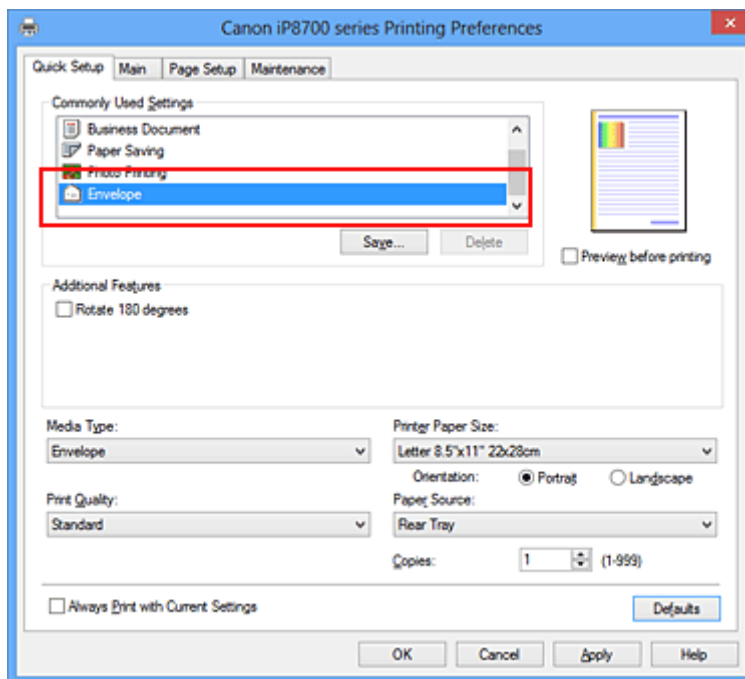 Canon iP8700 series Printing Preferences
Quick Setup Main Page Setup Maintenance
Commonly Used Settings
Business Document
Paper Saving
Photo Printing
Envelope
Save... Delete
Preview before printing
Additional Features
Rotate 180 degrees
Media Type: Printer Paper Size:
Envelope Letter 8.5"x11" 22x28cm
Orientation: Portrait Landscape
Print Quality: Paper Source:
Standard Rear Tray
Copies: 1 (1-999)
Always Print with Current Settings Defaults
OK Cancel Apply Help